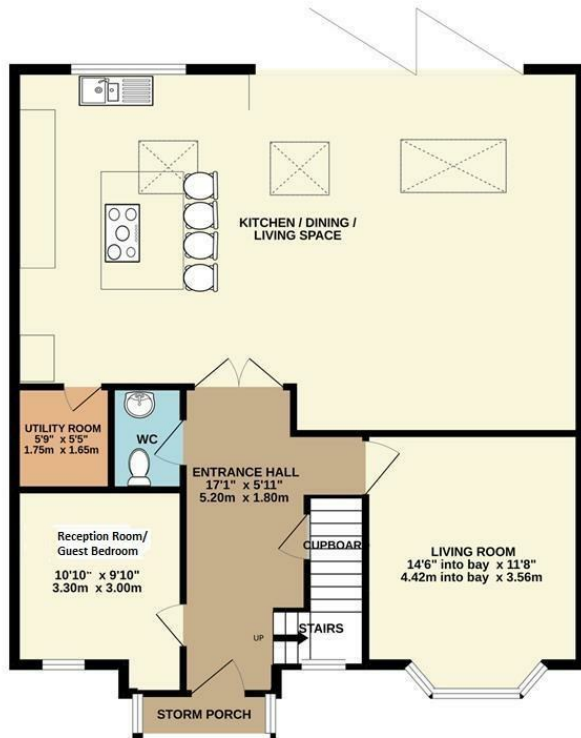 KITCHEN / DINING /
LIVING SPACE
UTILITY ROOM
5'9" x 5'5"
1.75m x 1.65m
WC
ENTRANCE HALL
17'1" x 5'11"
5.20m x 1.80m
Reception Room/
Guest Bedroom
10'10" x 9'10"
3.30m x 3.00m
CUPBOAR
LIVING ROOM
14'6" into bay x 11'8"
4.42m into bay x 3.56m
UP
STAIRS
STORM PORCH